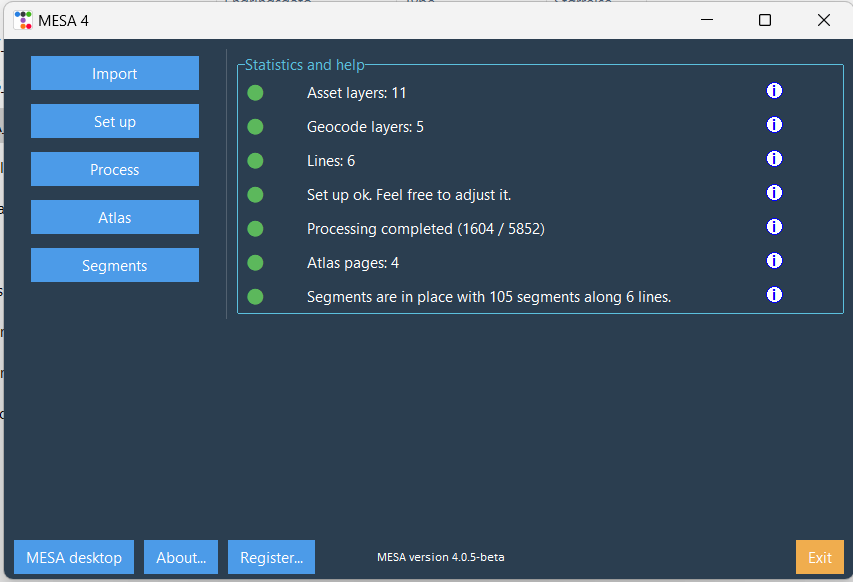 MESA 4
Import
Set up
Process
Atlas
Segments
Statistics and help
Asset layers: 11
Geocode layers: 5
Lines: 6
Set up ok. Feel free to adjust it.
Processing completed (1604 / 5852)
Atlas pages: 4
Segments are in place with 105 segments along 6 lines.
MESA desktop
About...
Register...
MESA version 4.0.5-beta
Exit